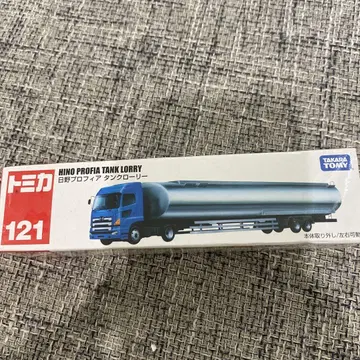 トミカ
121
HINO PROFIA TANK LORRY
日野プロフィア タンクローリー
TAKARA
TOMY
本体取り外し/左右可動